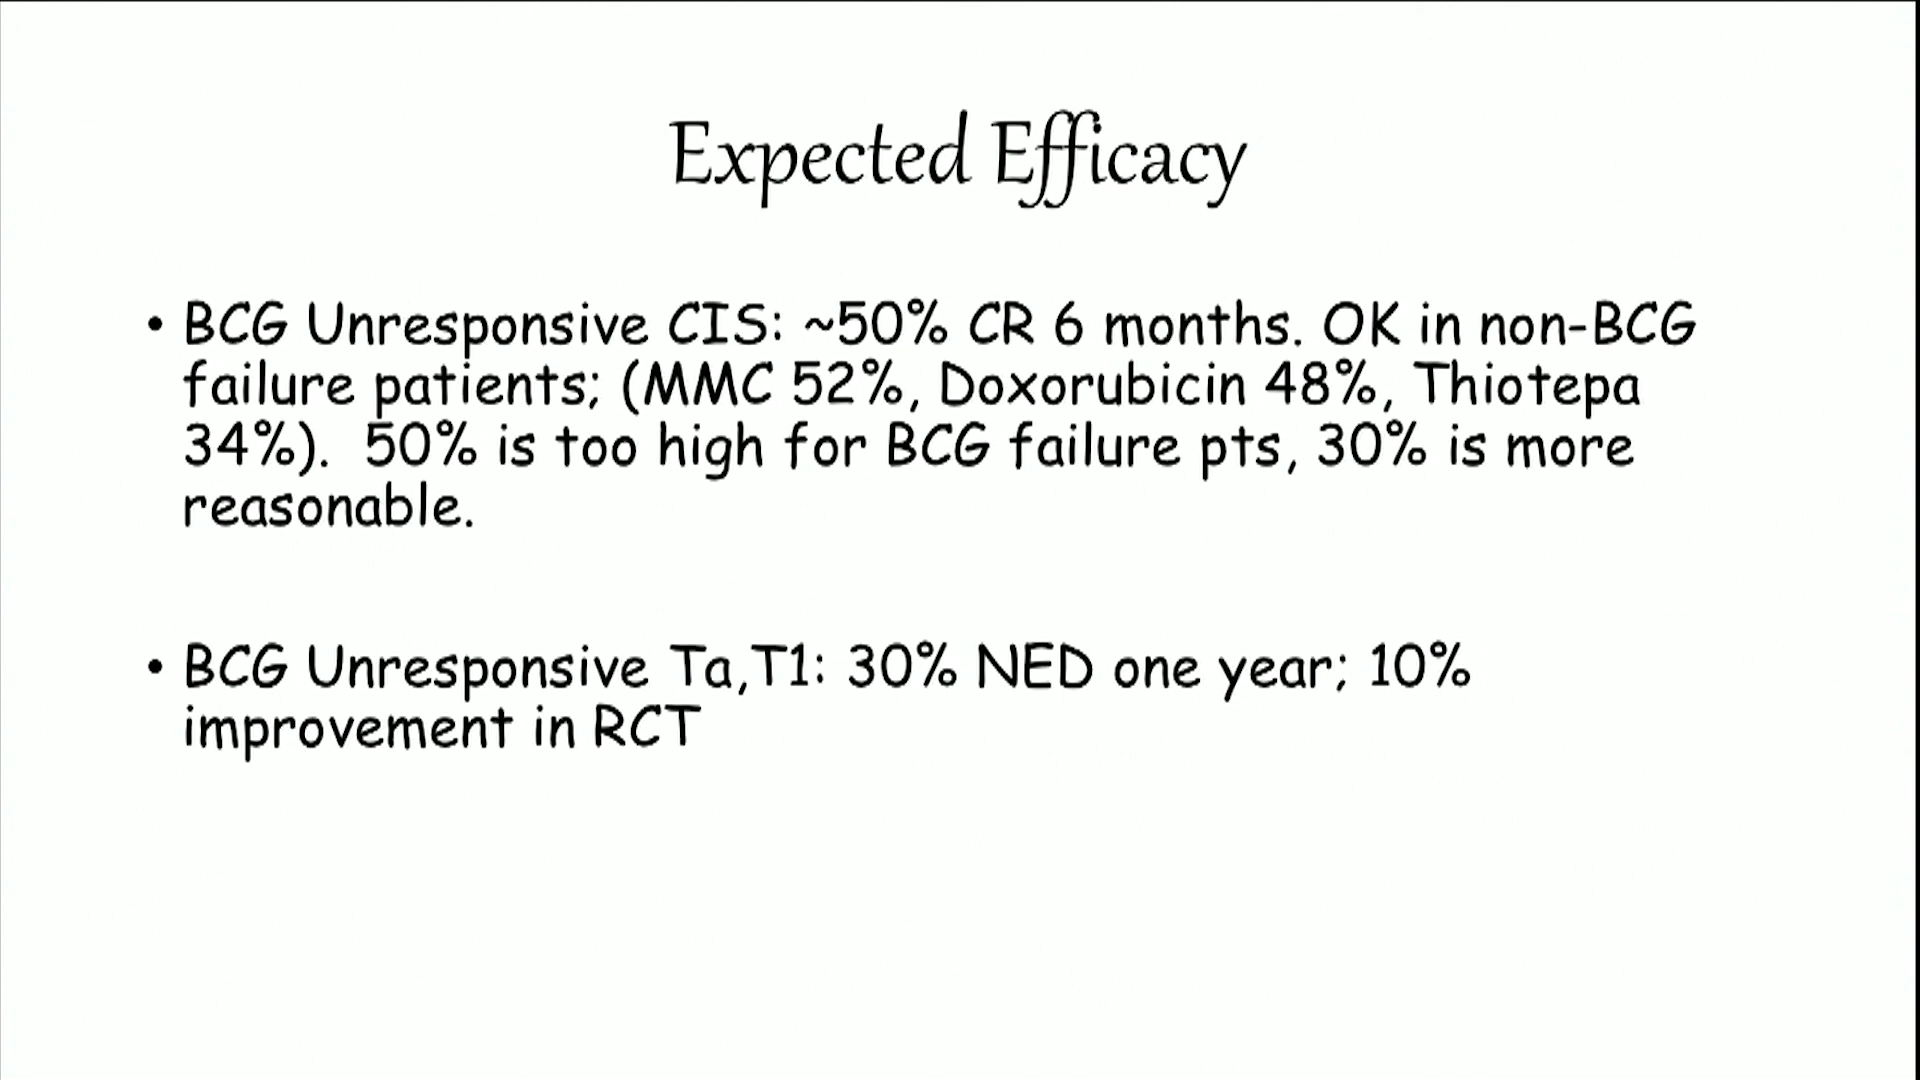 Expected Efficacy
• BCG Unresponsive CIS: ~50% CR 6 months. OK in non-BCG
failure patients; (MMC 52%, Doxorubicin 48%, Thiotepa
34%).  50% is too high for BCG failure pts, 30% is more
reasonable.
• BCG Unresponsive Ta,T1: 30% NED one year; 10%
improvement in RCT